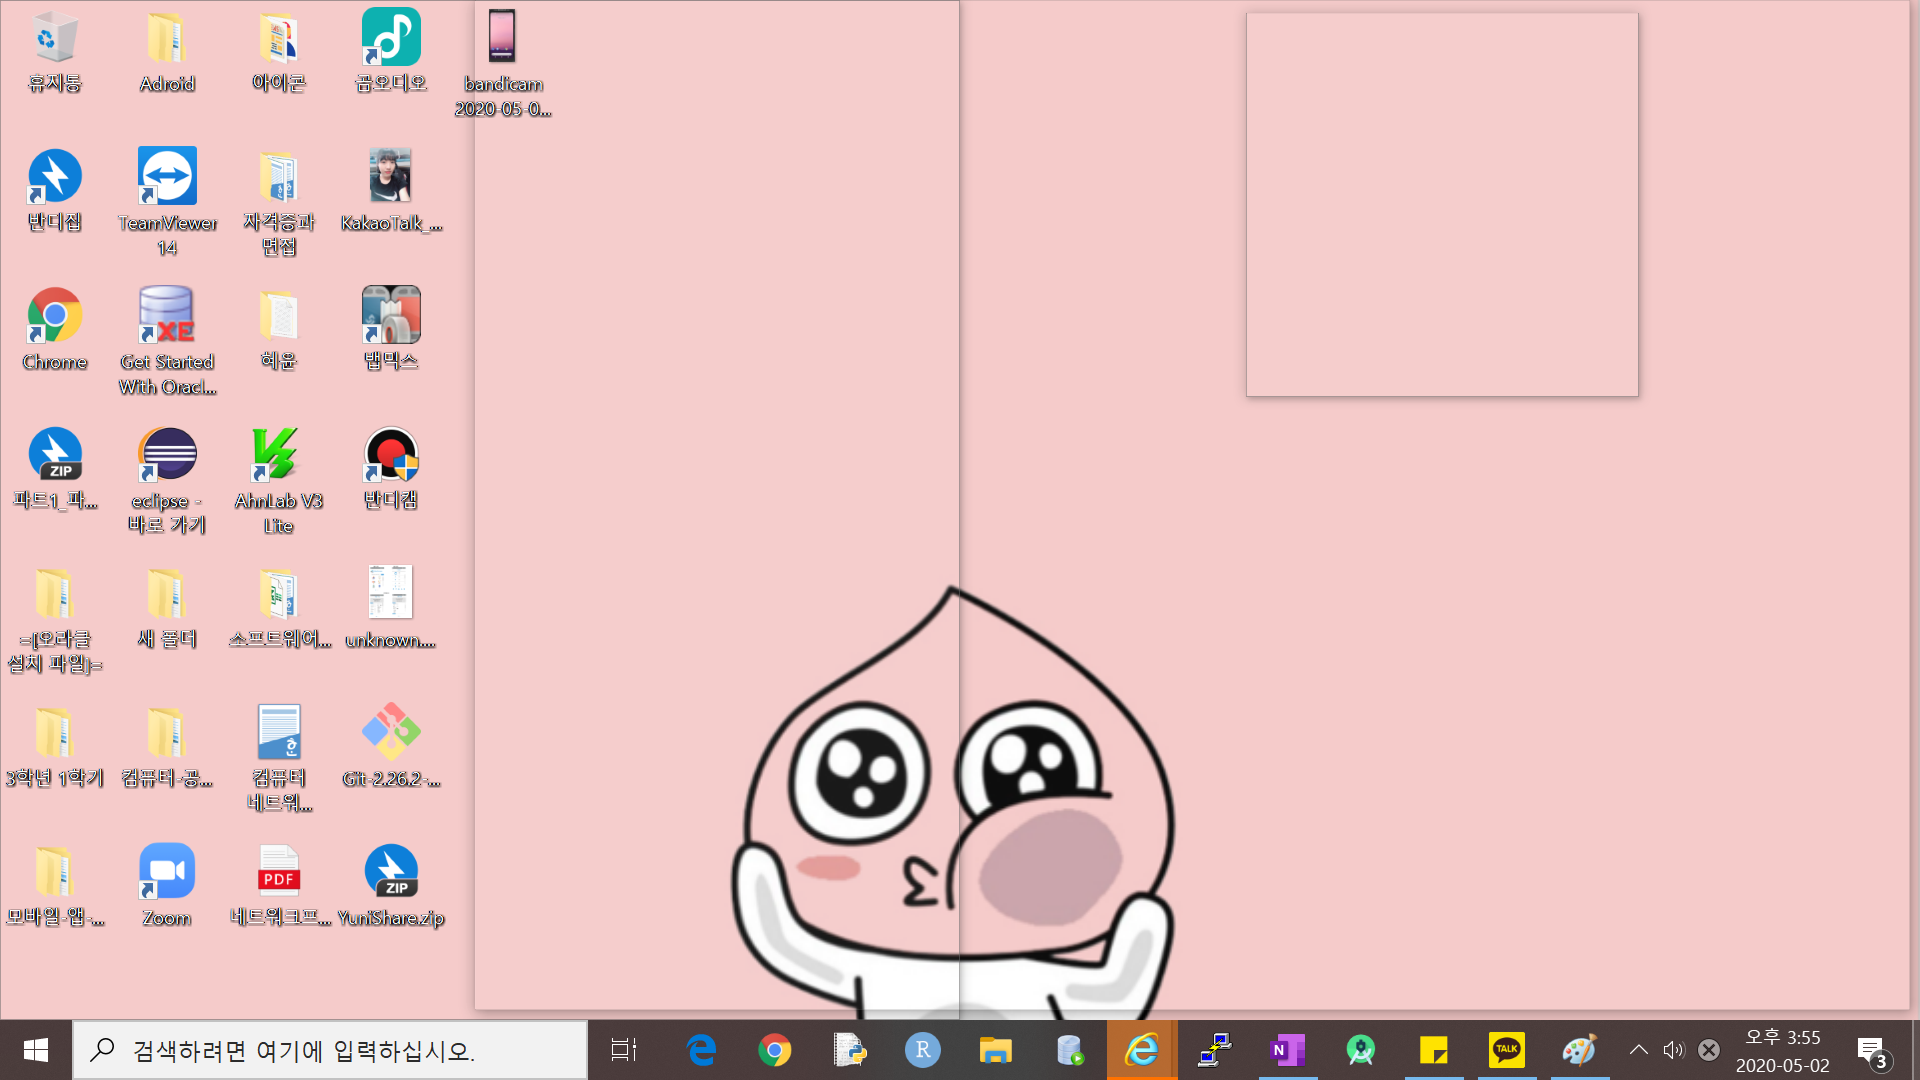 휴지통
Adroid
아이콘
곰오디오
bandicam
2020-05-0...
반디집
TeamViewer
14
자격증과
면접
KakaoTalk_...
Chrome
Get Started
With Oracl...
XE
혜윤
뱁믹스
ZIP
파트1_파...
eclipse -
바로 가기
AhnLab V3
Lite
반디캠
=[오라클
설치 파일]=
새 폴더
소프트웨어...
unknown....
3학년 1학기
컴퓨터-공...
컴퓨터
네트워...
Git-2.26.2-...
모바일-앱-...
Zoom
PDF
네트워크프...
ZIP
YuniShare.zip
검색하려면 여기에 입력하십시오.
R
N
TALK
오후 3:55
2020-05-02
3